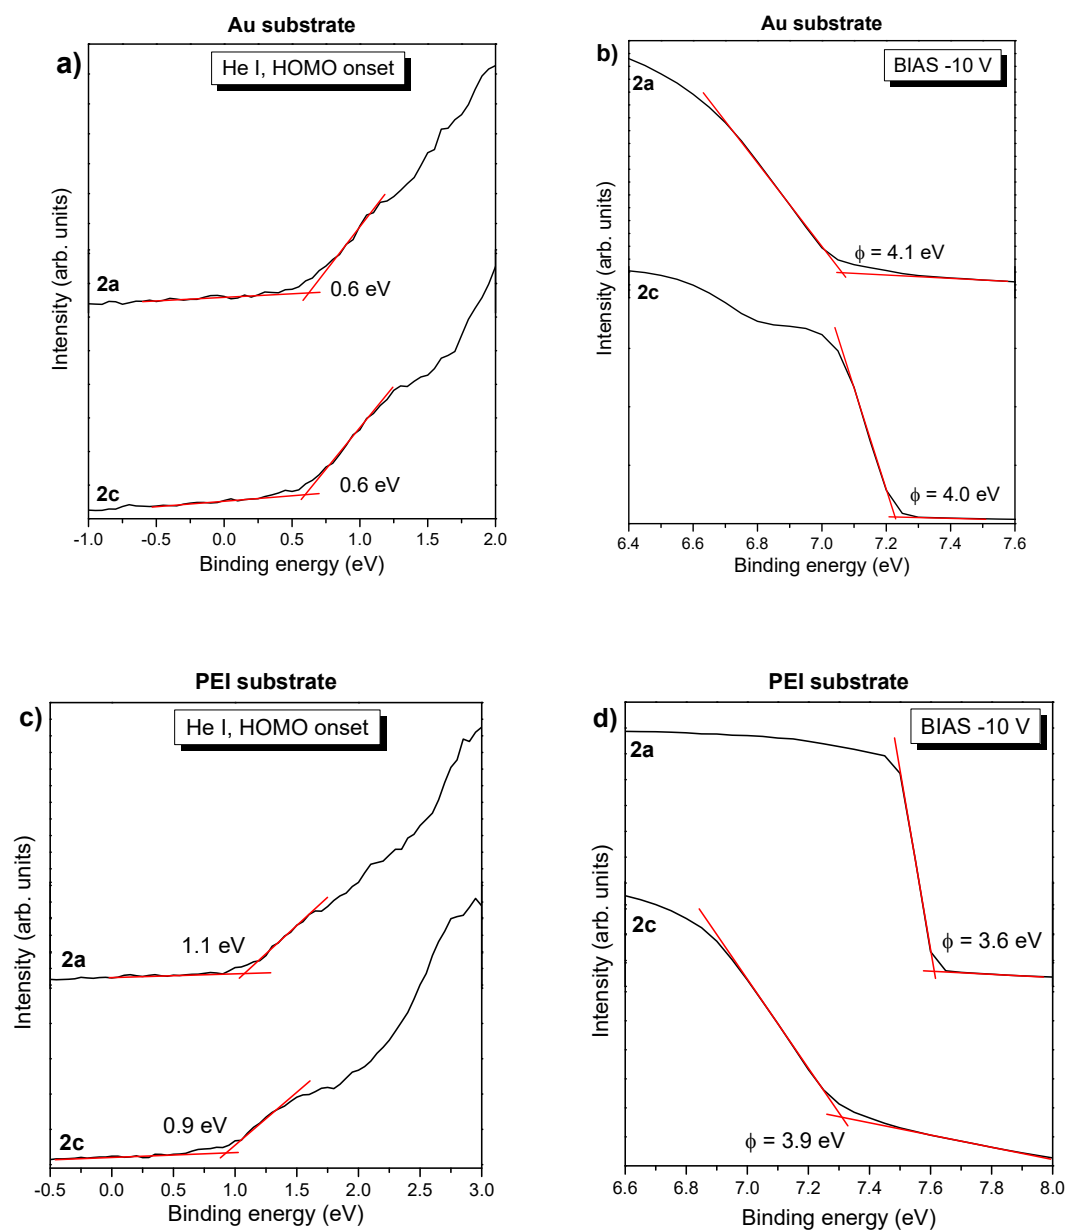 Au substrate
a)
He I, HOMO onset
2a
0.6 eV
2c
0.6 eV
Intensity (arb. units)
-1.0 -0.5 0.0 0.5 1.0 1.5 2.0
Binding energy (eV)
Au substrate
b)
BIAS -10 V
2a
ϕ = 4.1 eV
2c
ϕ = 4.0 eV
Intensity (arb. units)
6.4 6.6 6.8 7.0 7.2 7.4 7.6
Binding energy (eV)
PEI substrate
c)
He I, HOMO onset
1.1 eV
2a
0.9 eV
2c
Intensity (arb. units)
-0.5 0.0 0.5 1.0 1.5 2.0 2.5 3.0
Binding energy (eV)
PEI substrate
d)
BIAS -10 V
2a
2c
ϕ = 3.6 eV
ϕ = 3.9 eV
Intensity (arb. units)
6.6 6.8 7.0 7.2 7.4 7.6 7.8 8.0
Binding energy (eV)